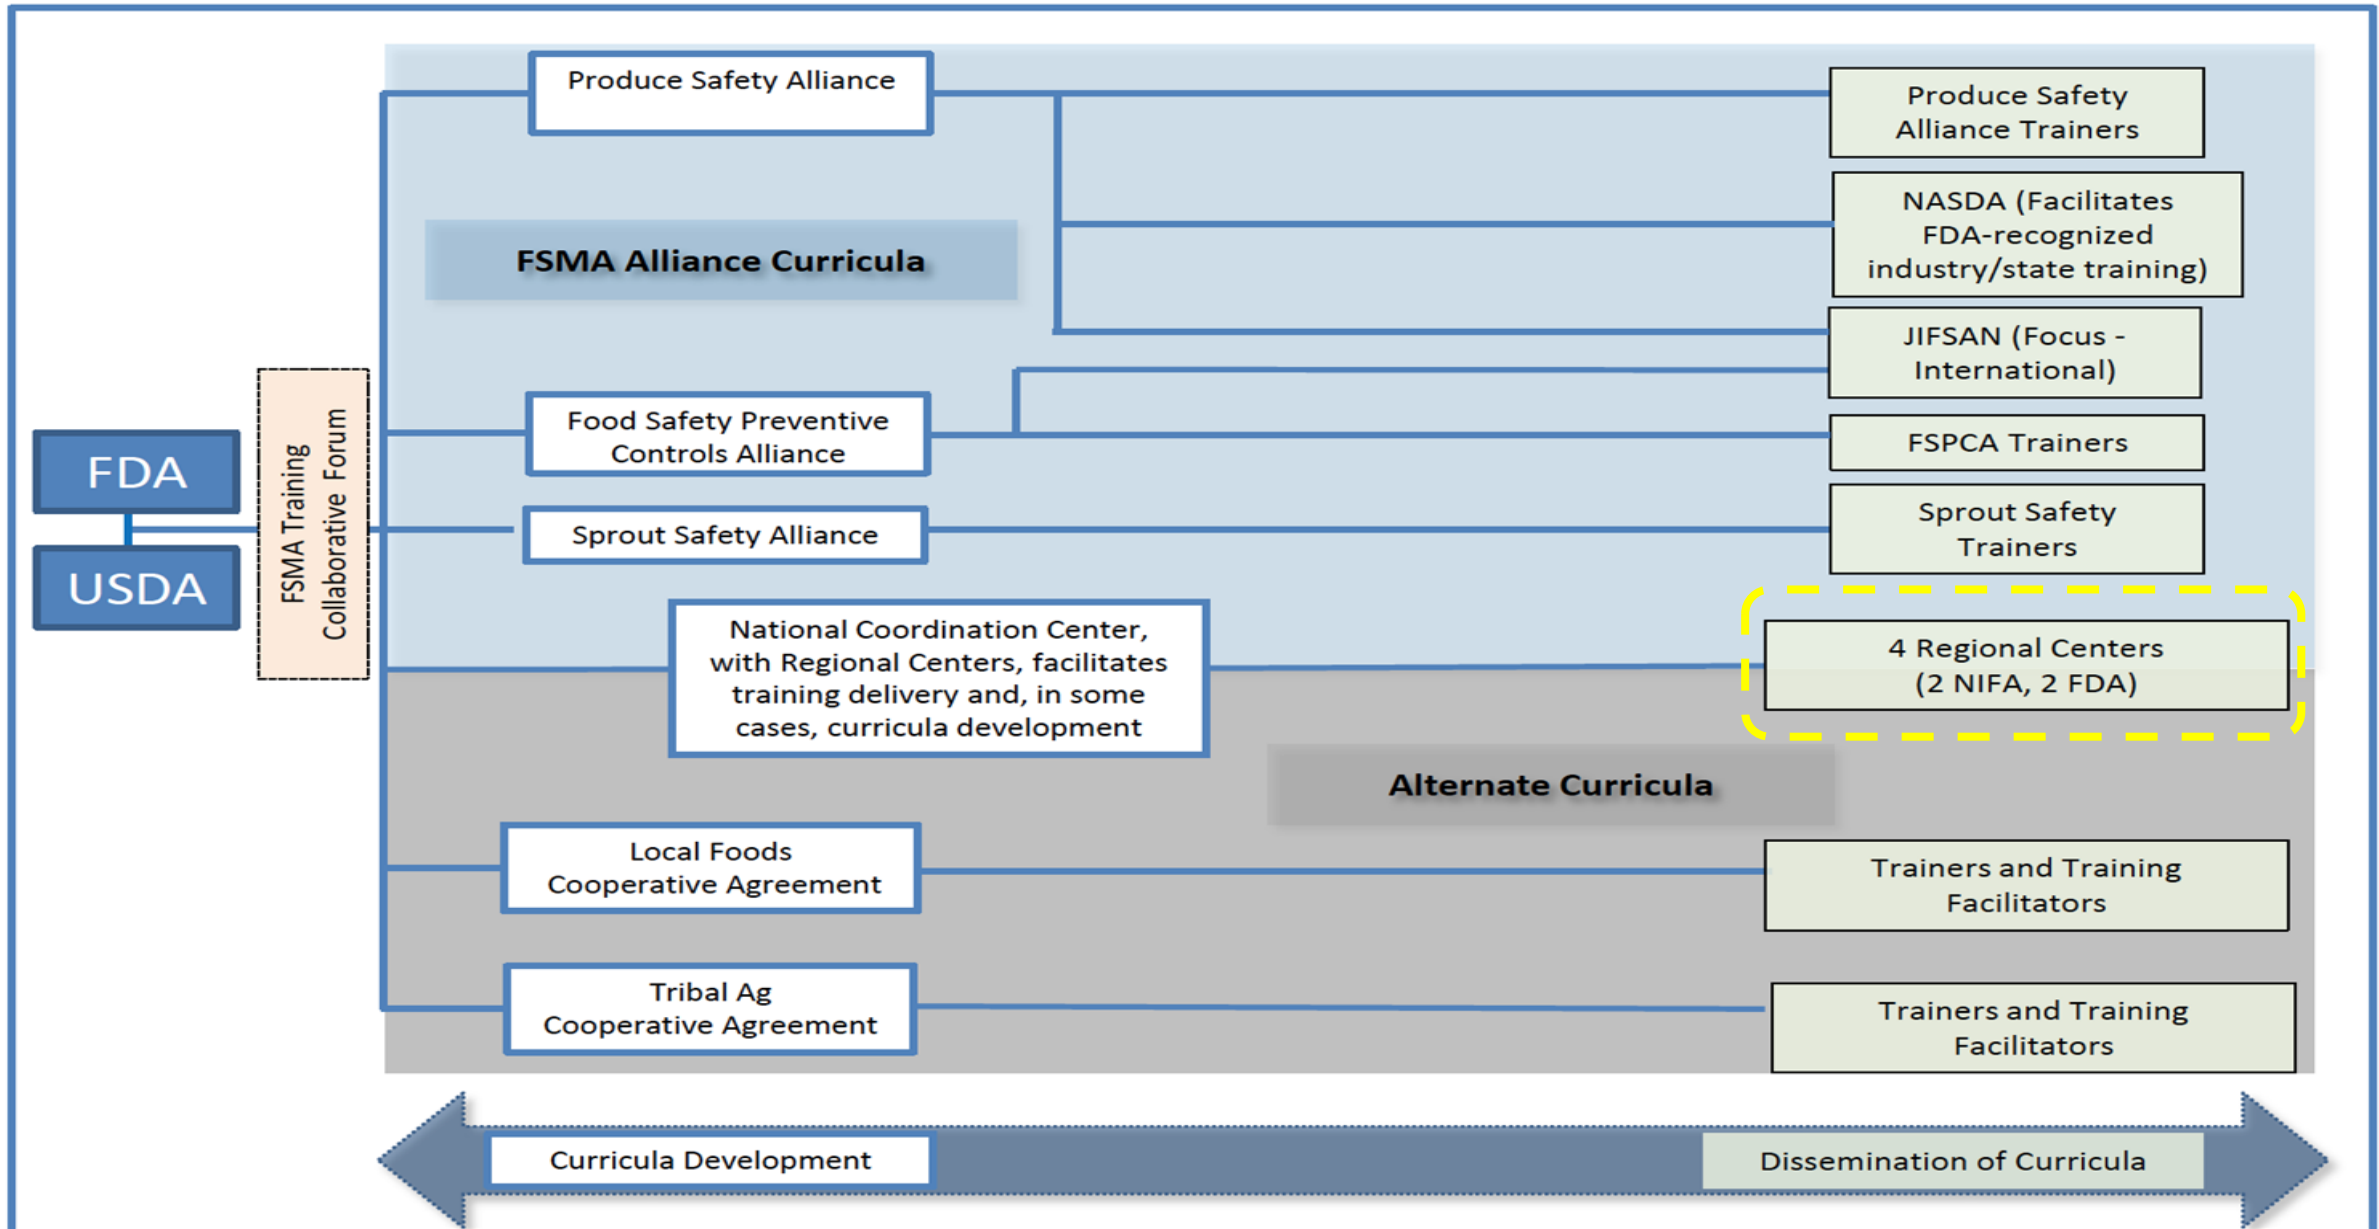 Produce Safety Alliance
Produce Safety
Alliance Trainers
NASDA (Facilitates
FDA-recognized
industry/state training)
FSMA Alliance Curricula
JIFSAN (Focus -
International)
Food Safety Preventive
Controls Alliance
FSPCA Trainers
FDA
USDA
FSMA Training
Collaborative Forum
Sprout Safety Alliance
Sprout Safety
Trainers
National Coordination Center,
with Regional Centers, facilitates
training delivery and, in some
cases, curricula development
4 Regional Centers
(2 NIFA, 2 FDA)
Alternate Curricula
Local Foods
Cooperative Agreement
Trainers and Training
Facilitators
Tribal Ag
Cooperative Agreement
Trainers and Training
Facilitators
Curricula Development
Dissemination of Curricula